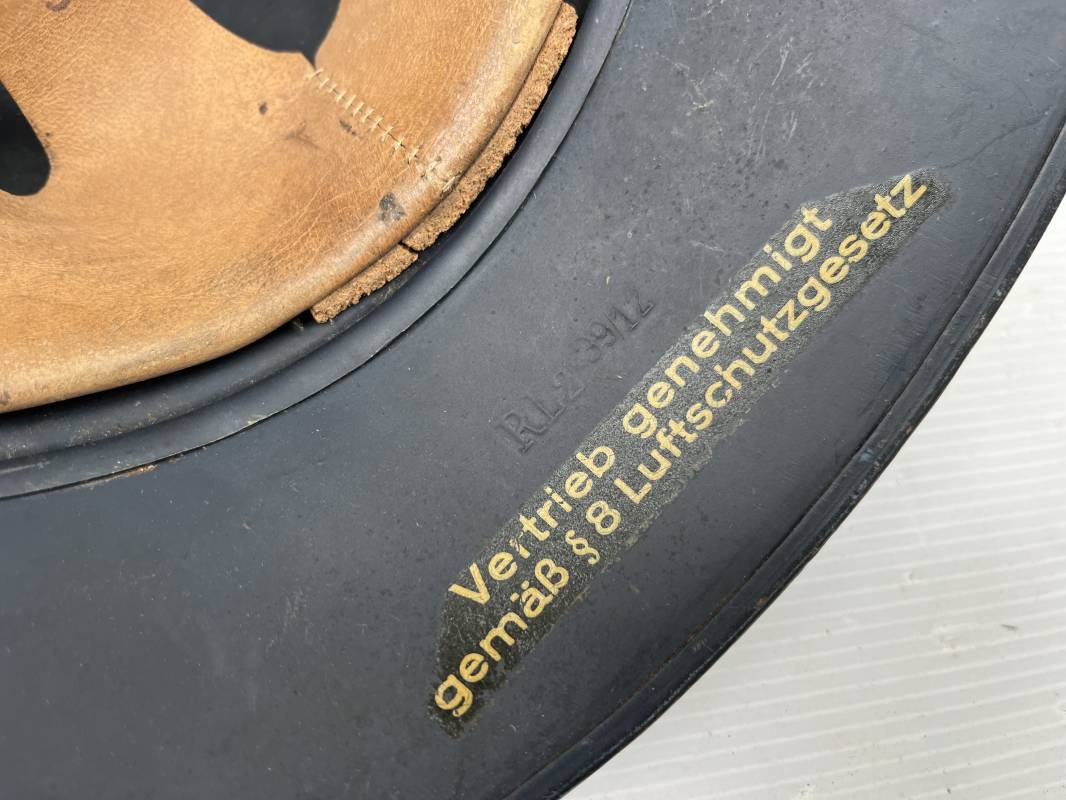 RL2-39/12
Vertrieb genehmigt
gemäß § 8 Luftschutzgesetz